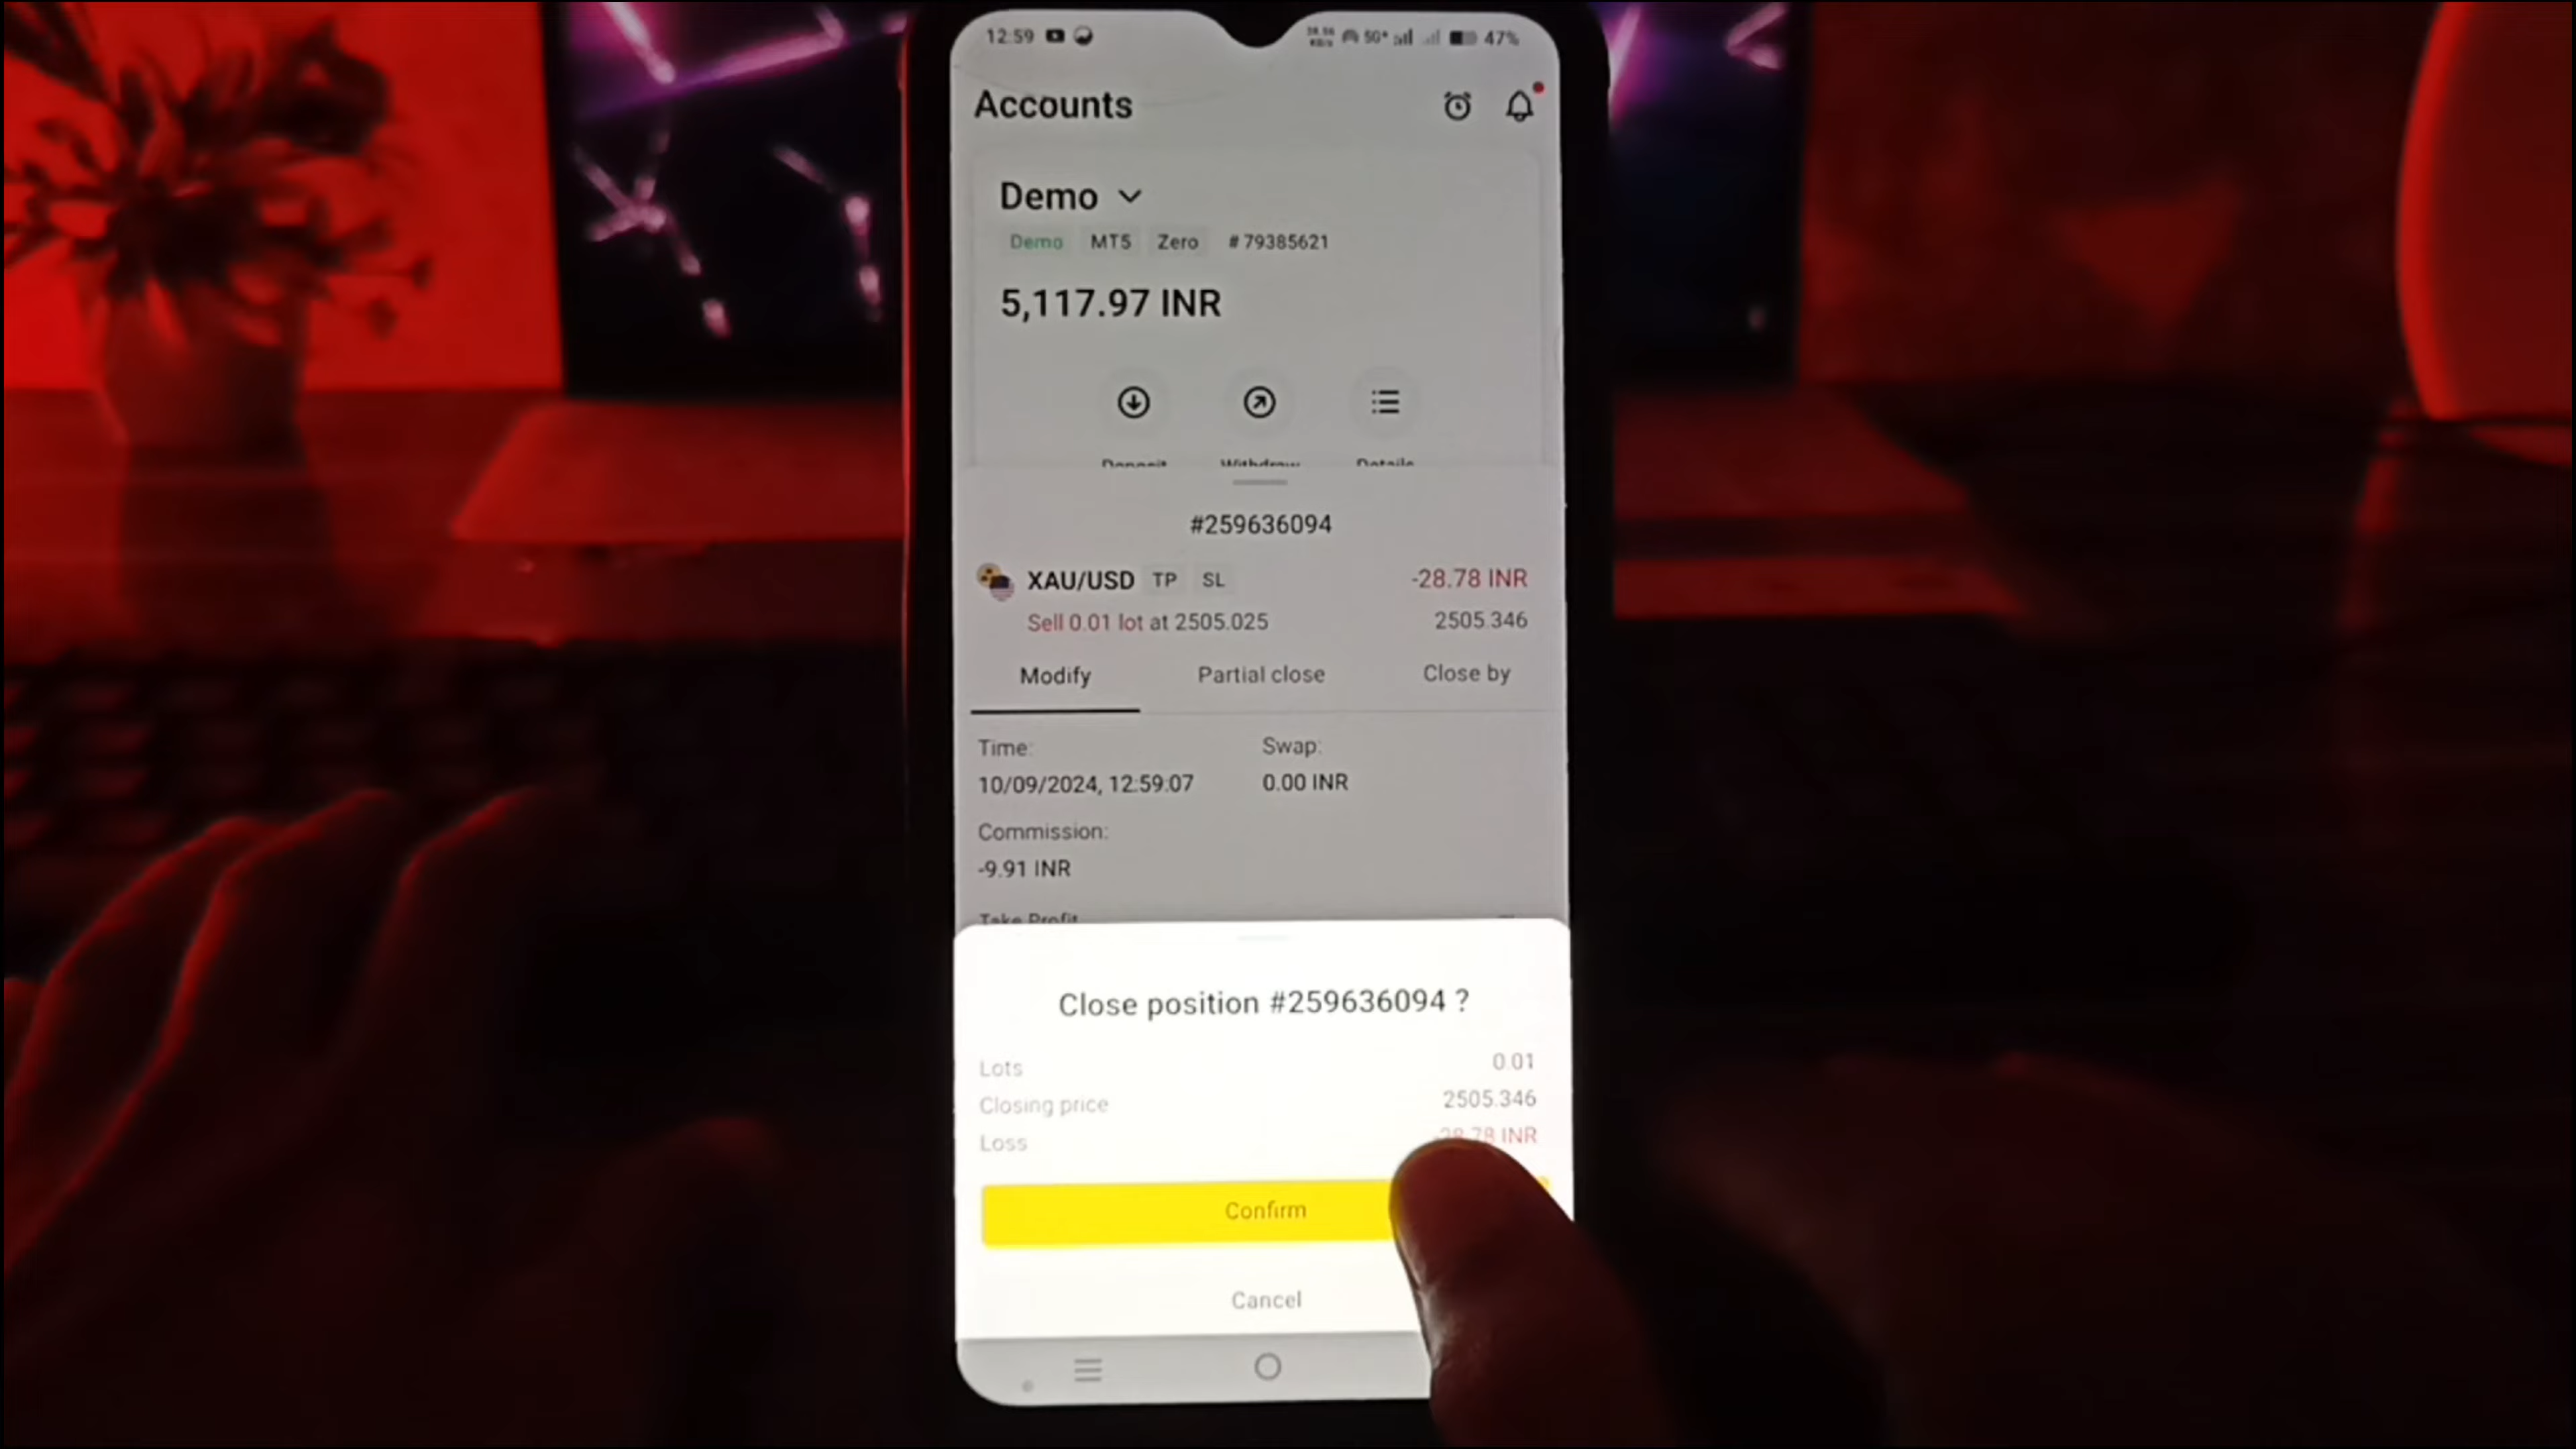 12:59 5G+ 47%
Accounts
Demo
Demo MT5 Zero # 79385621
5,117.97 INR
Deposit Withdraw Details
#259636094
XAU/USD TP SL -28.78 INR
Sell 0.01 lot at 2505.025 2505.346
Modify Partial close Close by
Time: Swap:
10/09/2024, 12:59:07 0.00 INR
Commission:
-9.91 INR
Take Profit
Close position #259636094 ?
Lots 0.01
Closing price 2505.346
Loss -28.78 INR
Confirm
Cancel